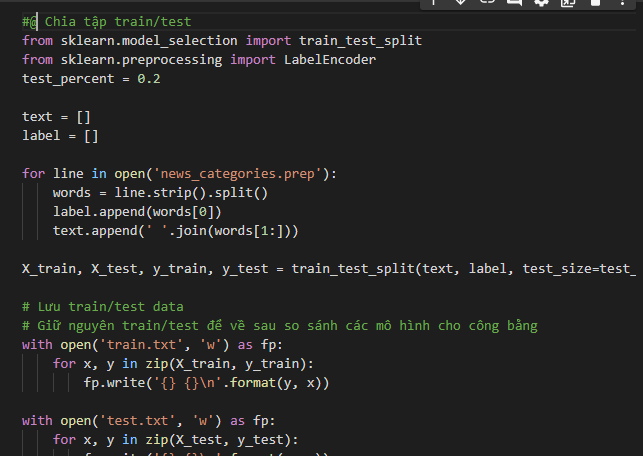 #@ Chia tập train/test
from sklearn.model_selection import train_test_split
from sklearn.preprocessing import LabelEncoder
test_percent = 0.2
text = []
label = []
for line in open('news_categories.prep'):
words = line.strip().split()
label.append(words[0])
text.append(' '.join(words[1:]))
X_train, X_test, y_train, y_test = train_test_split(text, label, test_size=test_
# Lưu train/test data
# Giữ nguyên train/test để về sau so sánh các mô hình cho công bằng
with open('train.txt', 'w') as fp:
for x, y in zip(X_train, y_train):
fp.write('{} {}\n'.format(y, x))
with open('test.txt', 'w') as fp:
for x, y in zip(X_test, y_test):